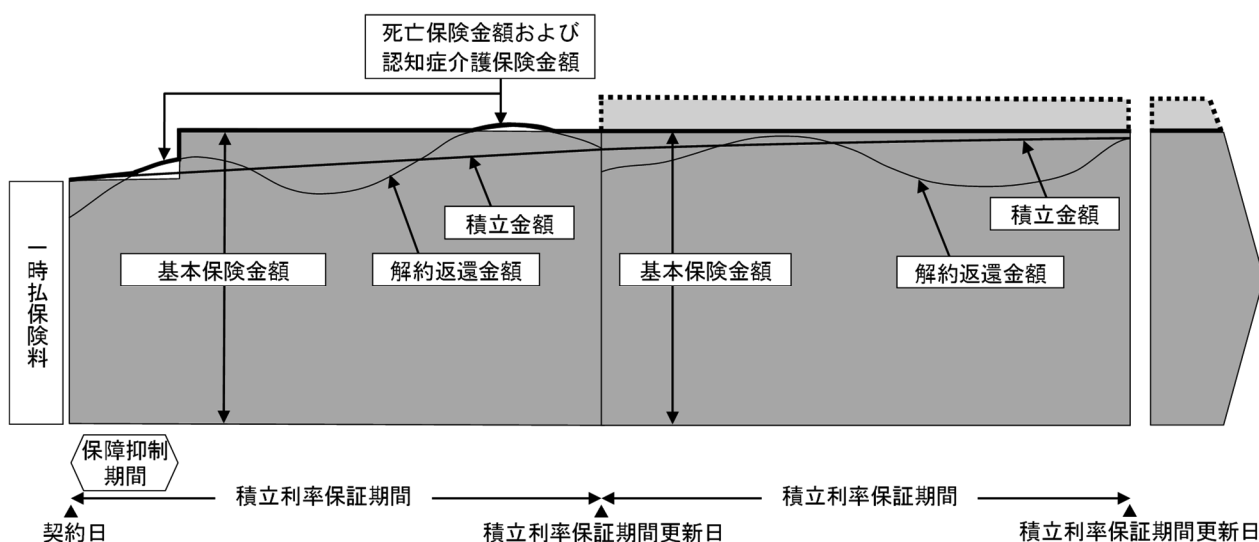 死亡保険金額および
認知症介護保険金額
積立金額
積立金額
基本保険金額
解約返還金額
基本保険金額
解約返還金額
一時払保険料
保障抑制
期間
積立利率保証期間
積立利率保証期間
契約日
積立利率保証期間更新日
積立利率保証期間更新日